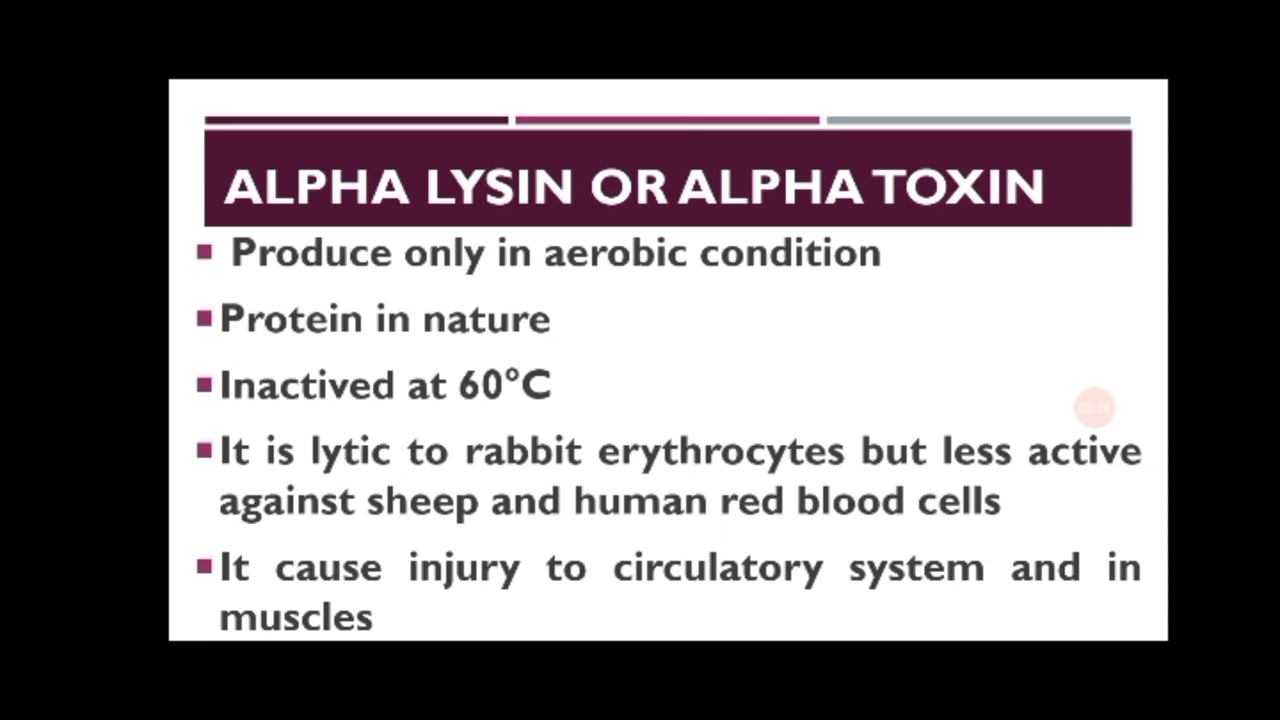 ALPHA LYSIN OR ALPHA TOXIN
Produce only in aerobic condition
Protein in nature
Inactived at 60°C
It is lytic to rabbit erythrocytes but less active
against sheep and human red blood cells
It cause injury to circulatory system and in
muscles